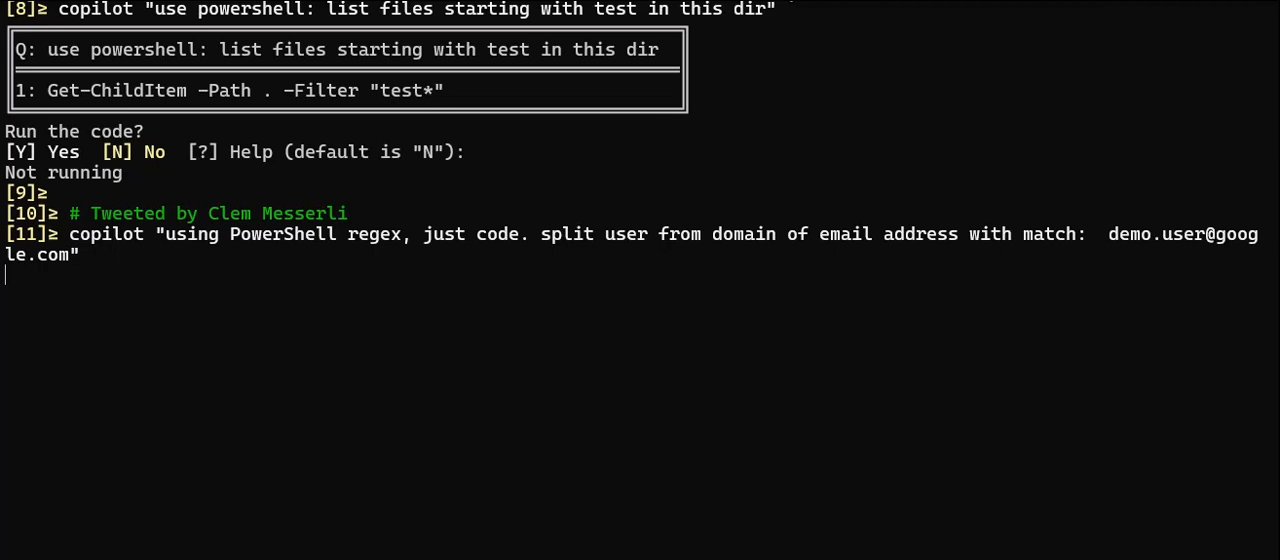 [8]≥ copilot "use powershell: list files starting with test in this dir" `
Q: use powershell: list files starting with test in this dir
1: Get-ChildItem -Path . -Filter "test*"
Run the code?
[Y] Yes  [N] No  [?] Help (default is "N"):
Not running
[9]≥
[10]≥ # Tweeted by Clem Messerli
[11]≥ copilot "using PowerShell regex, just code. split user from domain of email address with match:  demo.user@goog
le.com"